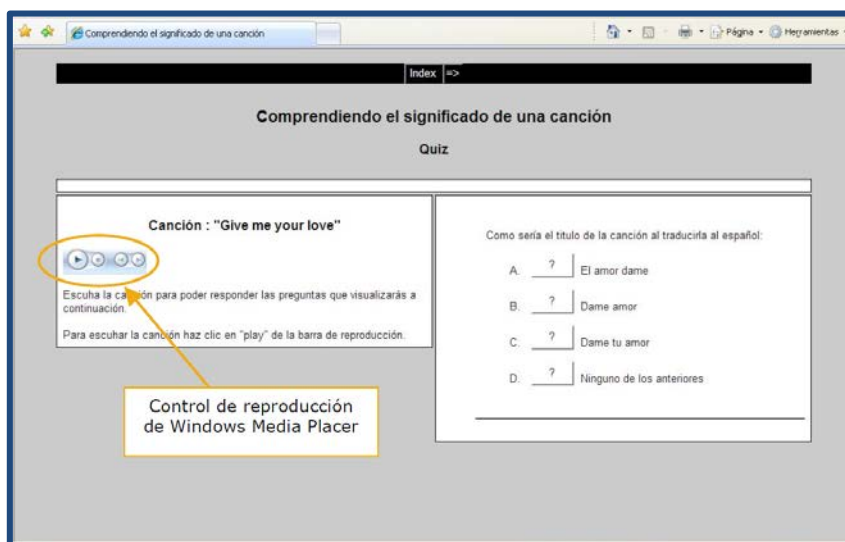 Comprendiendo el significado de una canción
Página
Herramientas
Index =>
Comprendiendo el significado de una canción
Quiz
Canción : "Give me your love"
Escuha la canción para poder responder las preguntas que visualizarás a
continuación.
Para escuhar la canción haz clic en "play" de la barra de reproducción.
Control de reproducción
de Windows Media Placer
Como sería el titulo de la canción al traducirla al español:
A. ? El amor dame
B. ? Dame amor
C. ? Dame tu amor
D. ? Ninguno de los anteriores